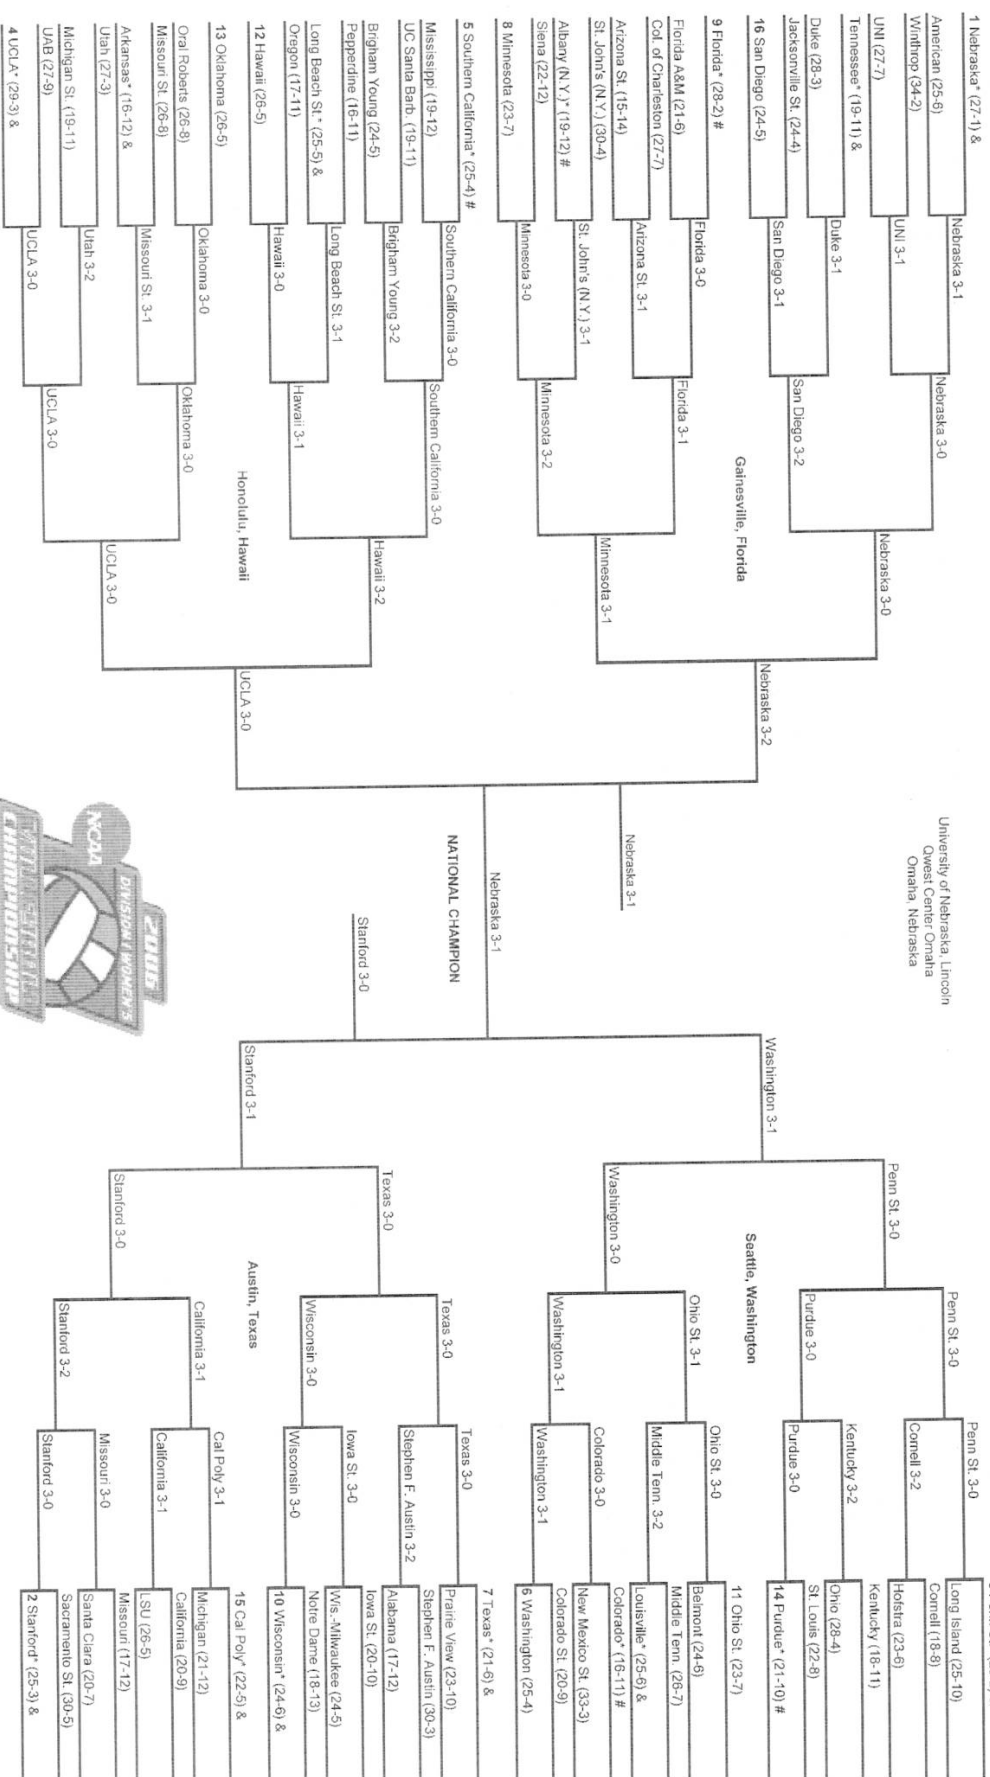 University of Nebraska, Lincoln
Qwest Center Omaha
Omaha, Nebraska
1 Nebraska* (27-1) &
American (25-6)
Winthrop (34-2)
UNI (27-7)
Tennessee* (19-11) &
Duke (28-3)
Jacksonville St. (24-4)
16 San Diego (24-5)
9 Florida* (28-2) #
Florida A&M (21-6)
Col. of Charleston (27-7)
Arizona St. (15-14)
St. John's (N.Y.) (30-4)
Albany (N.Y.)* (19-12) #
Siena (22-12)
8 Minnesota (23-7)
5 Southern California* (25-4) #
Mississippi (19-12)
UC Santa Barb. (19-11)
Brigham Young (24-5)
Pepperdine (16-11)
Long Beach St.* (25-5) &
Oregon (17-11)
12 Hawaii (26-5)
13 Oklahoma (26-5)
Oral Roberts (26-8)
Missouri St. (26-8)
Arkansas* (18-12) &
Utah (27-3)
Michigan St. (19-11)
UAB (27-9)
4 UCLA* (29-3) &
Nebraska 3-1
UNI 3-1
Duke 3-1
San Diego 3-1
Florida 3-0
Arizona St. 3-1
St. John's (N.Y.) 3-1
Minnesota 3-0
Southern California 3-0
Brigham Young 3-2
Long Beach St. 3-1
Hawaii 3-0
Oklahoma 3-0
Missouri St. 3-1
Utah 3-2
UCLA 3-0
Nebraska 3-0
San Diego 3-2
Florida 3-1
Minnesota 3-2
Southern California 3-0
Hawaii 3-1
Oklahoma 3-0
UCLA 3-0
Gainesville, Florida
Honolulu, Hawaii
Nebraska 3-0
Minnesota 3-1
Hawaii 3-2
UCLA 3-0
Nebraska 3-2
UCLA 3-0
Nebraska 3-1
Nebraska 3-1
NATIONAL CHAMPION
Stanford 3-0
NCAA
2006
DIVISION I WOMEN'S
VOLLEYBALL
CHAMPIONSHIP
Washington 3-1
Stanford 3-1
Penn St. 3-0
Washington 3-0
Texas 3-0
Stanford 3-0
Seattle, Washington
Austin, Texas
Penn St. 3-0
Purdue 3-0
Ohio St. 3-1
Washington 3-1
Texas 3-0
Wisconsin 3-0
California 3-1
Stanford 3-2
Penn St. 3-0
Cornell 3-2
Kentucky 3-2
Purdue 3-0
Ohio St. 3-0
Middle Tenn. 3-2
Colorado 3-0
Washington 3-1
Texas 3-0
Stephen F. Austin 3-2
Iowa St. 3-0
Wisconsin 3-0
Cal Poly 3-1
California 3-1
Missouri 3-0
Stanford 3-0
Long Island (25-10)
Cornell (18-8)
Hofstra (23-6)
Kentucky (18-11)
Ohio (28-4)
St. Louis (22-8)
14 Purdue* (21-10) #
11 Ohio St. (23-7)
Belmont (24-6)
Middle Tenn. (26-7)
Louisville* (25-6) &
Colorado* (16-11) #
New Mexico St. (33-3)
Colorado St. (20-9)
6 Washington (25-4)
7 Texas* (21-6) &
Prairie View (23-10)
Stephen F. Austin (30-3)
Alabama (17-12)
Iowa St. (20-10)
Wis.-Milwaukee (24-5)
Notre Dame (18-13)
10 Wisconsin* (24-6) &
15 Cal Poly* (22-5) &
Michigan (21-12)
California (20-9)
LSU (26-5)
Missouri (17-12)
Santa Clara (20-7)
Sacramento St. (30-5)
2 Stanford* (25-3) &